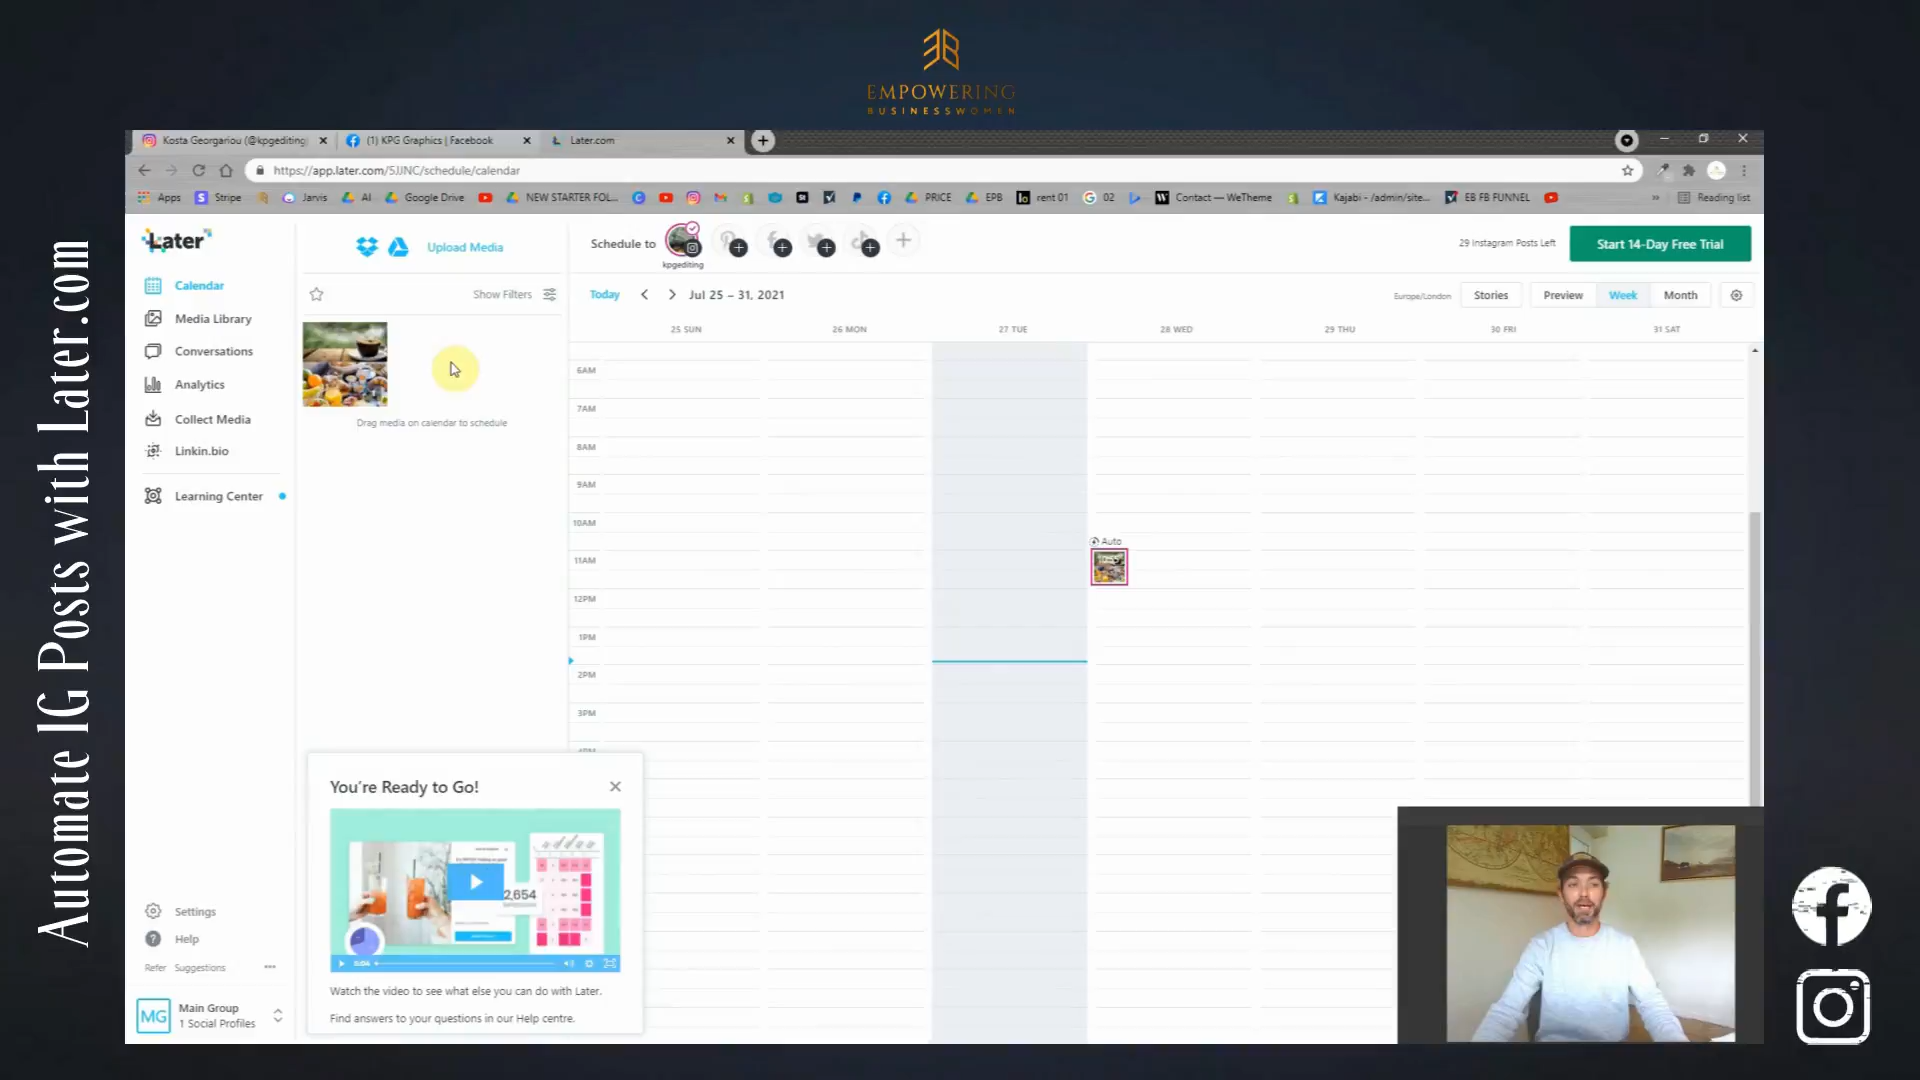 EMPOWERING
BUSINESSWOMEN
Automate IG Posts with Later.com
Kosta Georgariou (@kpgediting
(1) KPG Graphics | Facebook
Later.com
https://app.later.com/5JJNC/schedule/calendar
Apps
Stripe
Jarvis
AI
Google Drive
NEW STARTER FOL...
PRICE
EPB
rent 01
02
Contact — WeTheme
Kajabi - /admin/site...
EB FB FUNNEL
Reading list
Later
Upload Media
Schedule to
kpgediting
29 Instagram Posts Left
Start 14-Day Free Trial
Calendar
Media Library
Conversations
Analytics
Collect Media
Linkin.bio
Learning Center
Show Filters
Drag media on calendar to schedule
Today
Jul 25 – 31, 2021
Europe/London
Stories
Preview
Week
Month
25 SUN
26 MON
27 TUE
28 WED
29 THU
30 FRI
31 SAT
6AM
7AM
8AM
9AM
10AM
Auto
11AM
12PM
1PM
2PM
3PM
You're Ready to Go!
2,654
0:04
Watch the video to see what else you can do with Later.
Find answers to your questions in our Help centre.
Settings
Help
Refer
Suggestions
MG
Main Group
1 Social Profiles